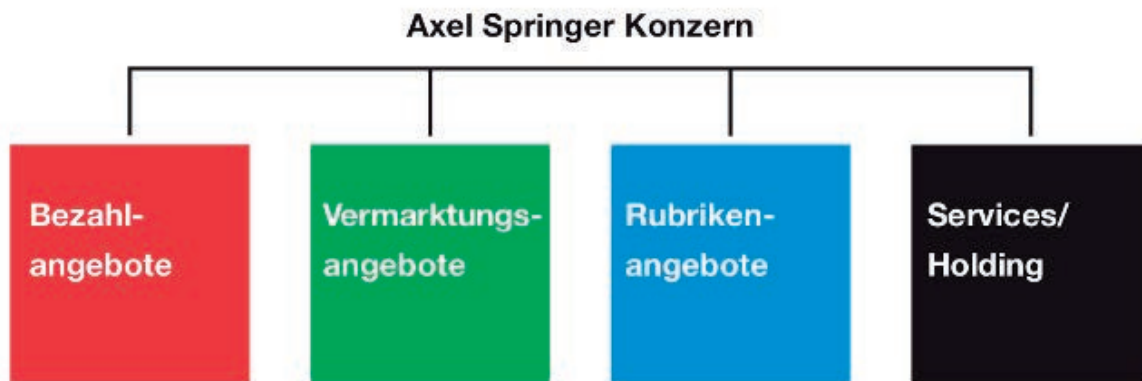 Axel Springer Konzern
Bezahl-
angebote
Vermarktungs-
angebote
Rubriken-
angebote
Services/
Holding